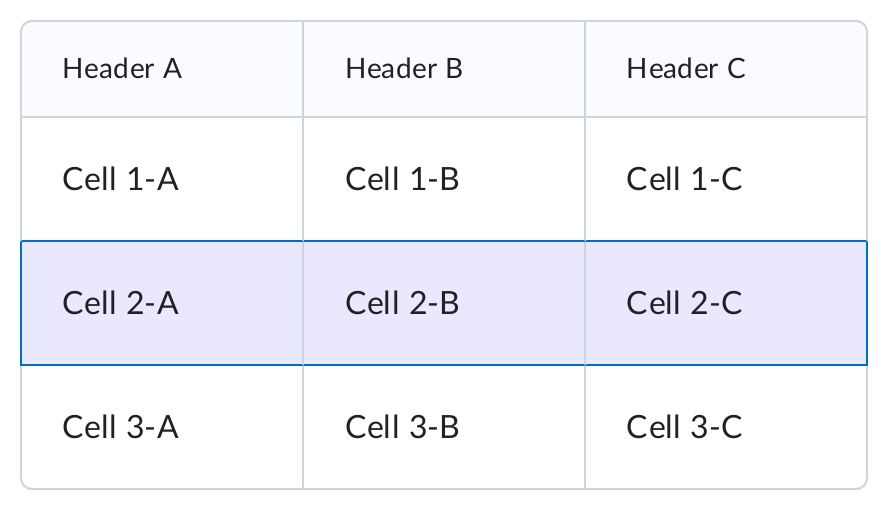 Header A Header B Header C
Cell 1-A Cell 1-B Cell 1-C
Cell 2-A Cell 2-B Cell 2-C
Cell 3-A Cell 3-B Cell 3-C